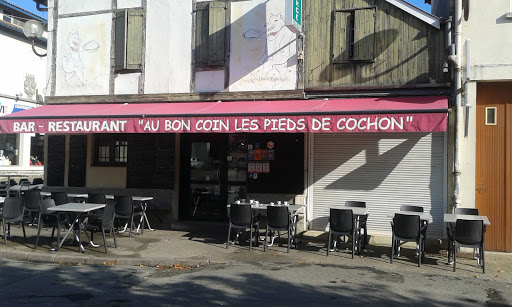 BAR - RESTAURANT "AU BON COIN LES PIEDS DE COCHON"